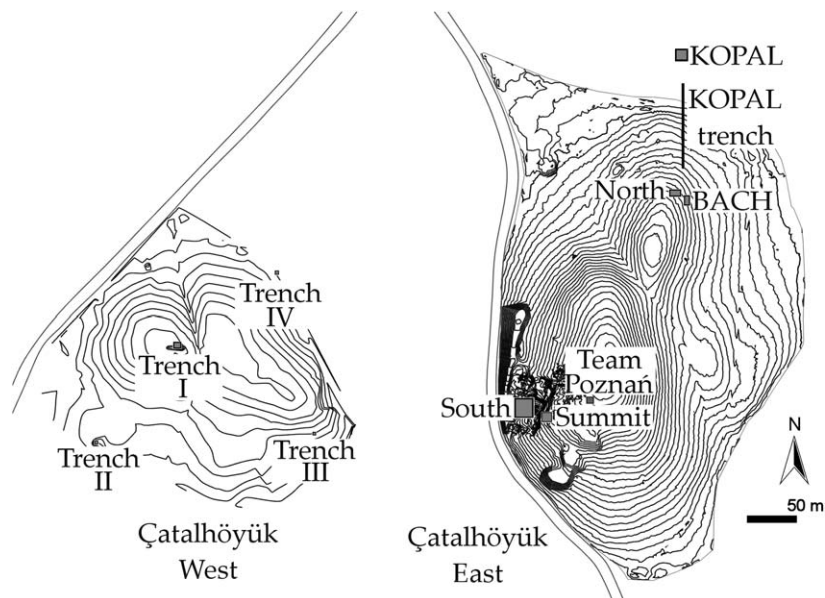 KOPAL
KOPAL
trench
North
BACH
Trench
IV
Trench
I
Team
Poznań
South
Summit
Trench
II
Trench
III
N
50 m
Çatalhöyük
West
Çatalhöyük
East